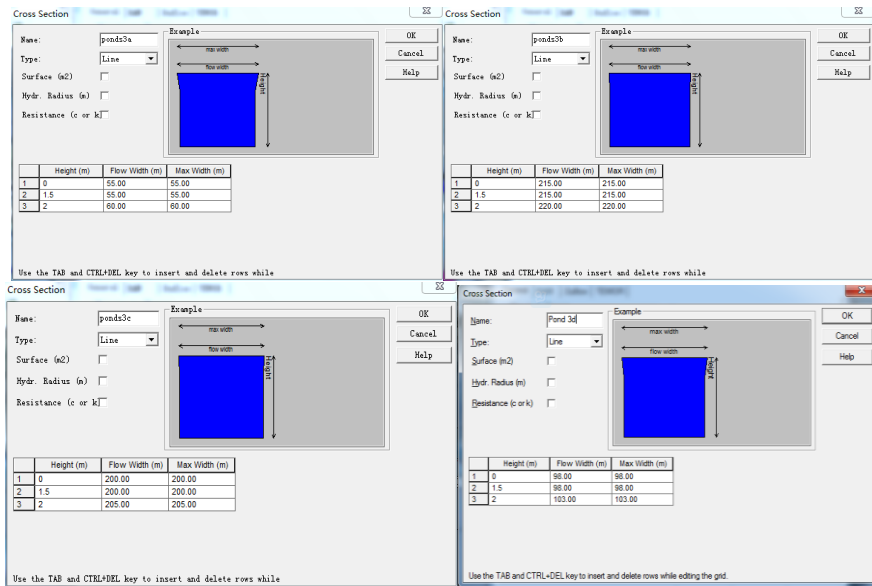 Cross Section
Name: ponds3a
Type: Line
Surface (m2)
Hydr. Radius (m)
Resistance (c or k
Example
max width
flow width
Height
OK
Cancel
Help
Height (m) Flow Width (m) Max Width (m)
1 0 55.00 55.00
2 1.5 55.00 55.00
3 2 60.00 60.00
Use the TAB and CTRL+DEL key to insert and delete rows while
Cross Section
Name: ponds3b
Type: Line
Surface (m2)
Hydr. Radius (m)
Resistance (c or k
Example
max width
flow width
Height
OK
Cancel
Help
Height (m) Flow Width (m) Max Width (m)
1 0 215.00 215.00
2 1.5 215.00 215.00
3 2 220.00 220.00
Use the TAB and CTRL+DEL key to insert and delete rows while
Cross Section
Name: ponds3c
Type: Line
Surface (m2)
Hydr. Radius (m)
Resistance (c or k
Example
max width
flow width
Height
OK
Cancel
Help
Height (m) Flow Width (m) Max Width (m)
1 0 200.00 200.00
2 1.5 200.00 200.00
3 2 205.00 205.00
Use the TAB and CTRL+DEL key to insert and delete rows while
Cross Section
Name: Pond 3d
Type: Line
Surface (m2)
Hydr. Radius (m)
Resistance (c or k)
Example
max width
flow width
Height
OK
Cancel
Help
Height (m) Flow Width (m) Max Width (m)
1 0 98.00 98.00
2 1.5 98.00 98.00
3 2 103.00 103.00
Use the TAB and CTRL+DEL key to insert and delete rows while editing the grid.